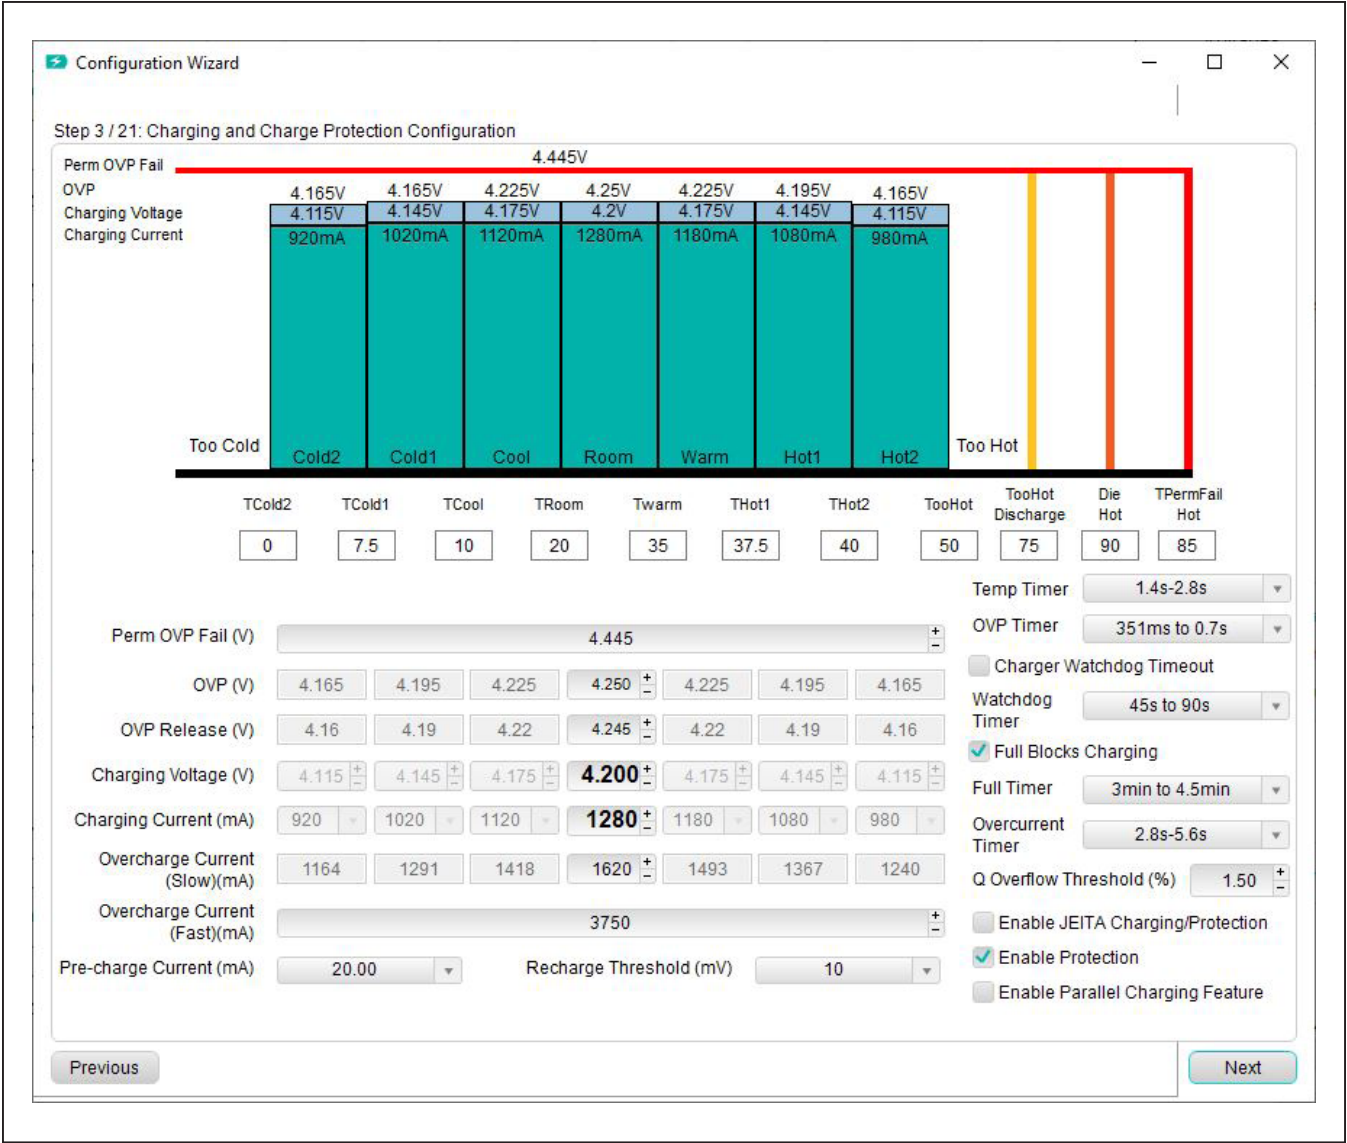 Configuration Wizard
Step 3 / 21: Charging and Charge Protection Configuration
Perm OVP Fail 4.445V
OVP 4.165V 4.165V 4.225V 4.25V 4.225V 4.195V 4.165V
Charging Voltage 4.115V 4.145V 4.175V 4.2V 4.175V 4.145V 4.115V
Charging Current 920mA 1020mA 1120mA 1280mA 1180mA 1080mA 980mA
Too Cold Cold2 Cold1 Cool Room Warm Hot1 Hot2 Too Hot
TCold2 TCold1 TCool TRoom Twarm THot1 THot2 TooHot TooHot Discharge Die Hot TPermFail Hot
0 7.5 10 20 35 37.5 40 50 75 90 85
Temp Timer 1.4s-2.8s
Perm OVP Fail (V) 4.445 + -
OVP Timer 351ms to 0.7s
Charger Watchdog Timeout
OVP (V) 4.165 4.195 4.225 4.250 + - 4.225 4.195 4.165
Watchdog Timer 45s to 90s
OVP Release (V) 4.16 4.19 4.22 4.245 + - 4.22 4.19 4.16
Full Blocks Charging
Charging Voltage (V) 4.115 + - 4.145 + - 4.175 + - 4.200 + - 4.175 + - 4.145 + - 4.115 + -
Full Timer 3min to 4.5min
Charging Current (mA) 920 1020 1120 1280 + - 1180 1080 980
Overcurrent Timer 2.8s-5.6s
Overcharge Current (Slow)(mA) 1164 1291 1418 1620 + - 1493 1367 1240
Q Overflow Threshold (%) 1.50 + -
Overcharge Current (Fast)(mA) 3750 + -
Enable JEITA Charging/Protection
Enable Protection
Pre-charge Current (mA) 20.00 Recharge Threshold (mV) 10
Enable Parallel Charging Feature
Previous Next